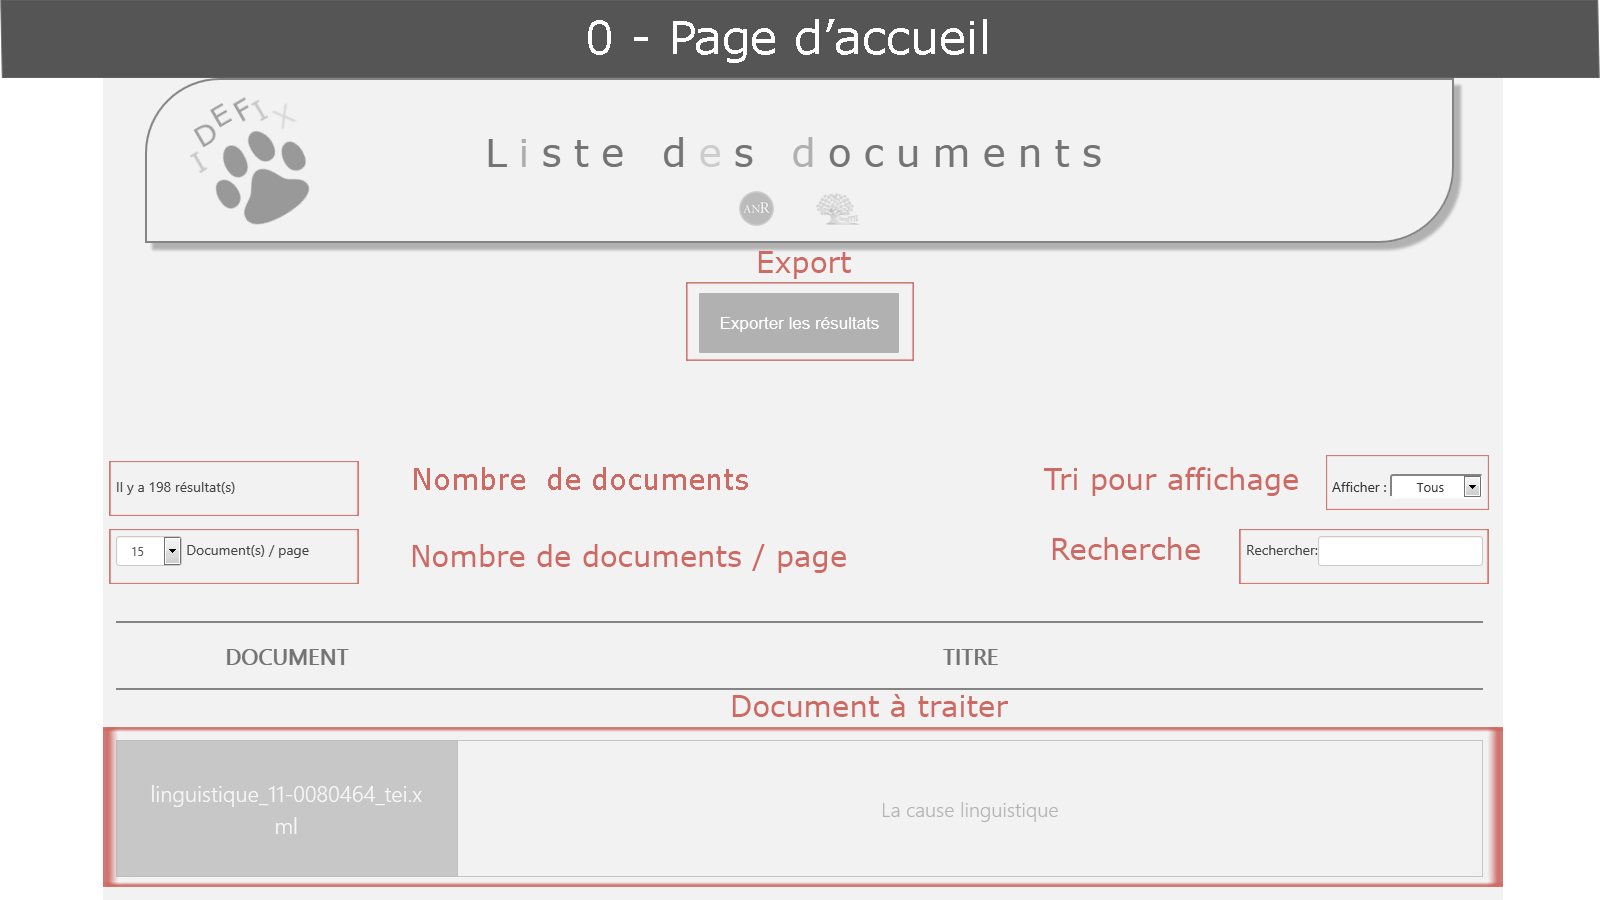 0 - Page d’accueil
IDEFIX
Liste des documents
ANR
Export
Exporter les résultats
Il y a 198 résultat(s)
Nombre de documents
Tri pour affichage
Afficher : Tous
15 Document(s) / page
Nombre de documents / page
Recherche
Rechercher:
DOCUMENT
TITRE
Document à traiter
linguistique_11-0080464_tei.x
ml
La cause linguistique